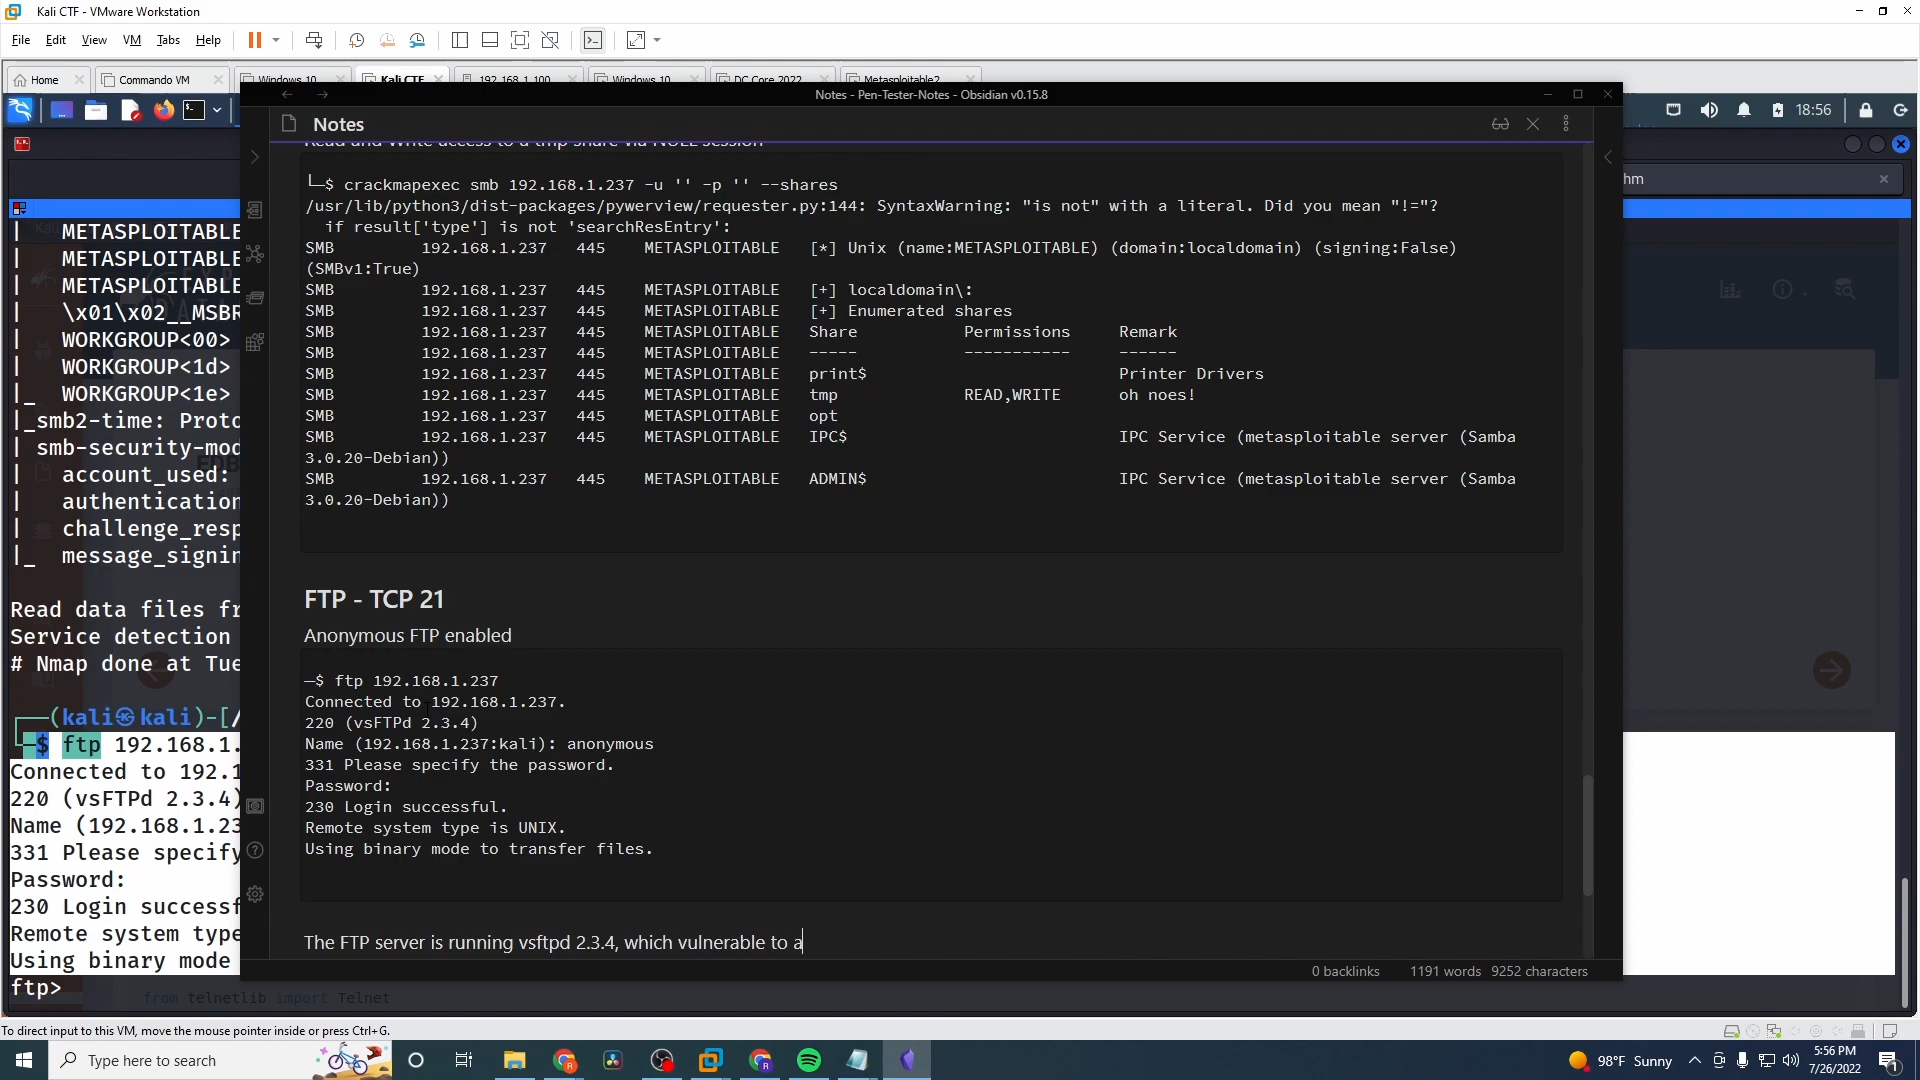 Kali CTF - VMware Workstation
File Edit View VM Tabs Help
Home Commando VM Windows 10 Kali CTF 192.168.1.100 Windows 10 DC Core 2022 Metasploitable2
Notes - Pen-Tester-Notes - Obsidian v0.15.8
18:56
Notes
Read and Write access to a tmp share via NULL session
hm
└─$ crackmapexec smb 192.168.1.237 -u '' -p '' --shares
/usr/lib/python3/dist-packages/pywerview/requester.py:144: SyntaxWarning: "is not" with a literal. Did you mean "!="?
if result['type'] is not 'searchResEntry':
SMB 192.168.1.237 445 METASPLOITABLE [*] Unix (name:METASPLOITABLE) (domain:localdomain) (signing:False)
(SMBv1:True)
SMB 192.168.1.237 445 METASPLOITABLE [+] localdomain\:
SMB 192.168.1.237 445 METASPLOITABLE [+] Enumerated shares
SMB 192.168.1.237 445 METASPLOITABLE Share Permissions Remark
SMB 192.168.1.237 445 METASPLOITABLE ----- ----------- ------
SMB 192.168.1.237 445 METASPLOITABLE print$ Printer Drivers
SMB 192.168.1.237 445 METASPLOITABLE tmp READ,WRITE oh noes!
SMB 192.168.1.237 445 METASPLOITABLE opt
SMB 192.168.1.237 445 METASPLOITABLE IPC$ IPC Service (metasploitable server (Samba
3.0.20-Debian))
SMB 192.168.1.237 445 METASPLOITABLE ADMIN$ IPC Service (metasploitable server (Samba
3.0.20-Debian))
FTP - TCP 21
Anonymous FTP enabled
─$ ftp 192.168.1.237
Connected to 192.168.1.237.
220 (vsFTPd 2.3.4)
Name (192.168.1.237:kali): anonymous
331 Please specify the password.
Password:
230 Login successful.
Remote system type is UNIX.
Using binary mode to transfer files.
The FTP server is running vsftpd 2.3.4, which vulnerable to a
0 backlinks 1191 words 9252 characters
| METASPLOITABLE
| METASPLOITABLE
| METASPLOITABLE
| \x01\x02__MSBR
| WORKGROUP<00>
| WORKGROUP<1d>
|_ WORKGROUP<1e>
|_smb2-time: Proto
| smb-security-mod
| account_used:
| authentication
| challenge_resp
|_ message_signin
Read data files fr
Service detection
# Nmap done at Tue
┌──(kali㉿kali)-[/
└─$ ftp 192.168.1.
Connected to 192.1
220 (vsFTPd 2.3.4)
Name (192.168.1.23
331 Please specify
Password:
230 Login successf
Remote system type
Using binary mode
ftp>
from telnetlib import Telnet
To direct input to this VM, move the mouse pointer inside or press Ctrl+G.
Type here to search
98°F Sunny
5:56 PM
7/26/2022
1